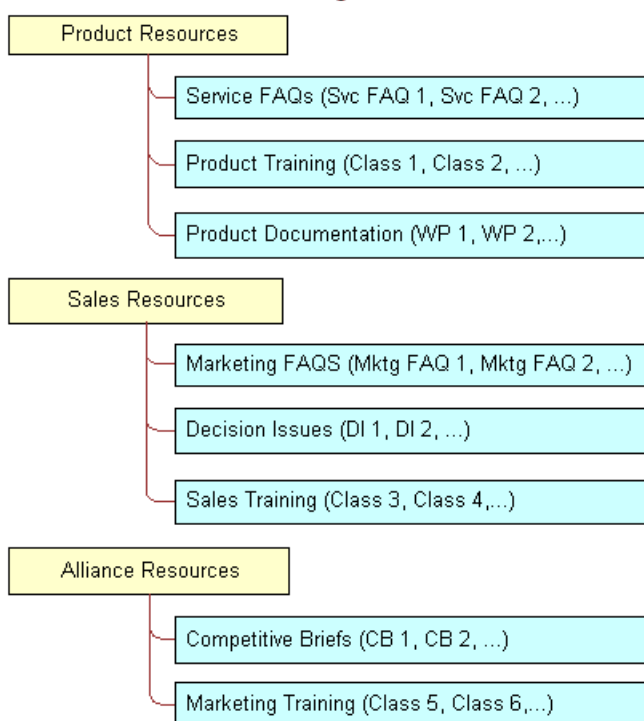 Product Resources
Service FAQs (Svc FAQ 1, Svc FAQ 2, ...)
Product Training (Class 1, Class 2, ...)
Product Documentation (WP 1, WP 2,...)
Sales Resources
Marketing FAQS (Mktg FAQ 1, Mktg FAQ 2, ...)
Decision Issues (DI 1, DI 2, ...)
Sales Training (Class 3, Class 4,...)
Alliance Resources
Competitive Briefs (CB 1, CB 2, ...)
Marketing Training (Class 5, Class 6,...)